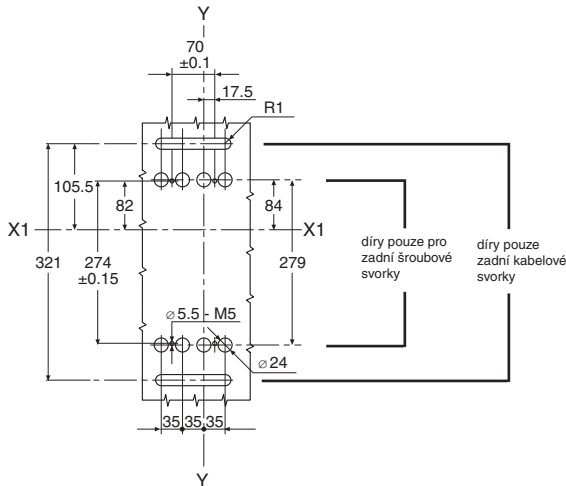 Y
70
±0.1
17.5
R1
105.5
82
84
X1
X1
321
274
±0.15
279
díry pouze pro
zadní šroubové
svorky
díry pouze
zadní kabelové
svorky
⌀ 5.5 - M5
⌀ 24
35 35 35
Y